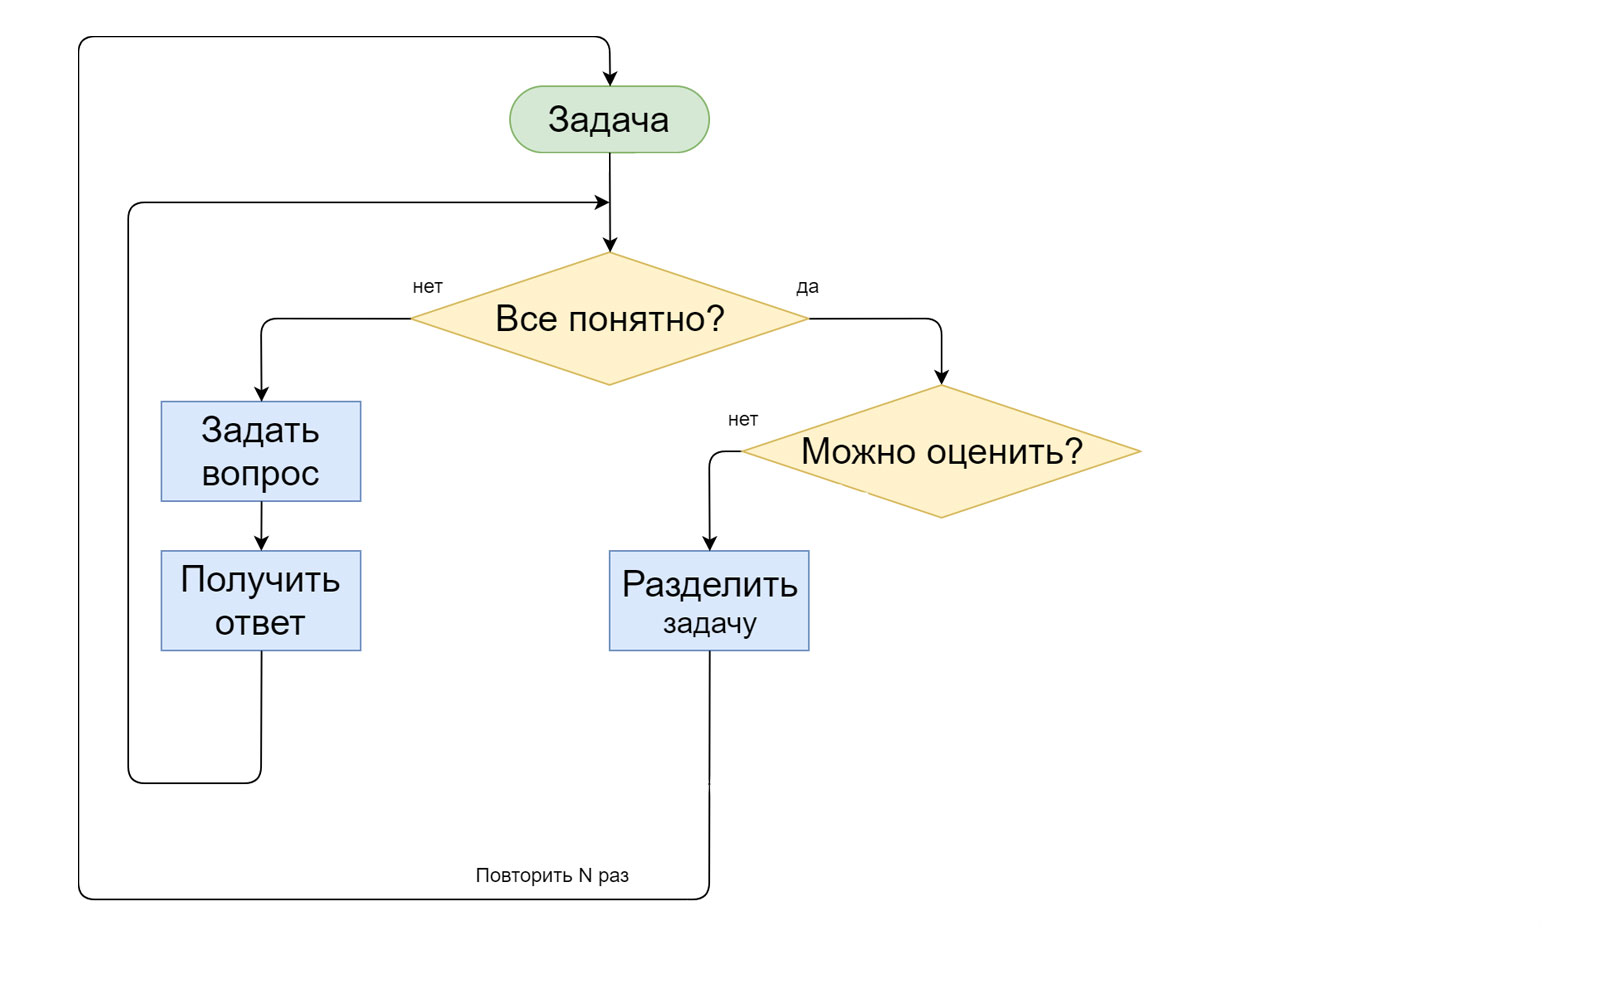 Задача
нет
да
Все понятно?
нет
Задать
вопрос
Можно оценить?
Получить
ответ
Разделить
задачу
Повторить N раз